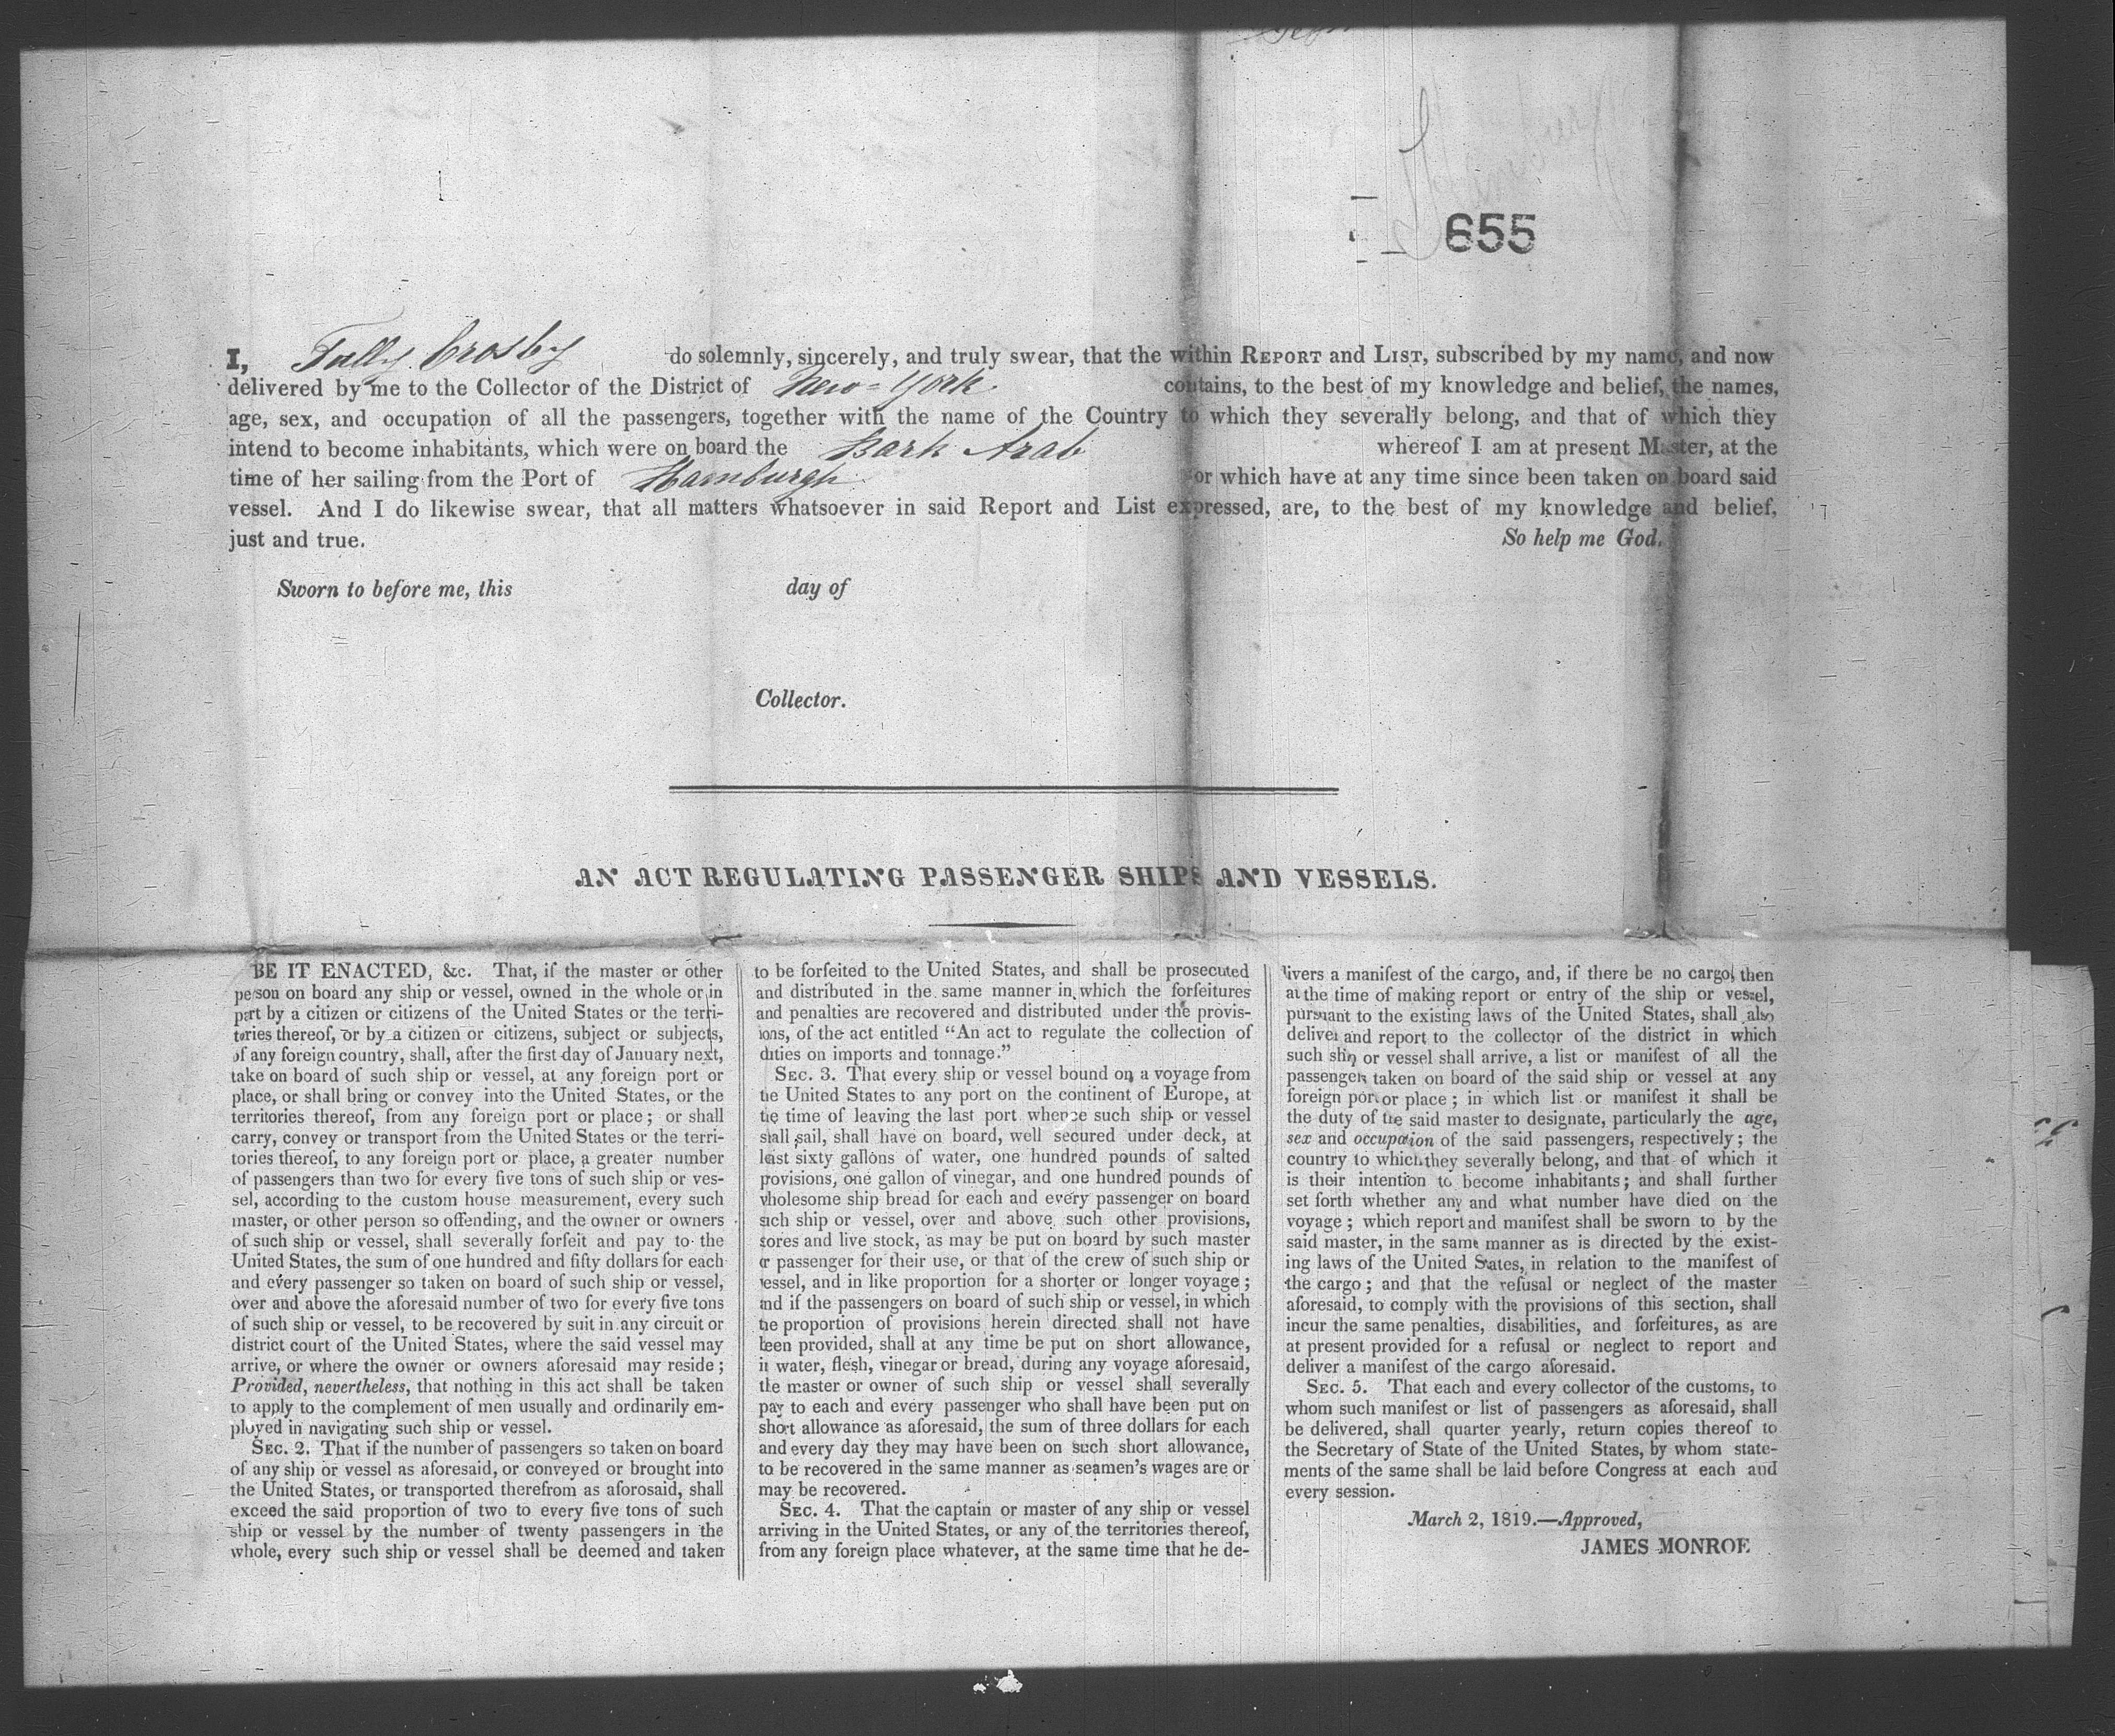 655
I, Tully Crosby do solemnly, sincerely, and truly swear, that the within REPORT and LIST, subscribed by my name, and now
delivered by me to the Collector of the District of New-York contains, to the best of my knowledge and belief, the names,
age, sex, and occupation of all the passengers, together with the name of the Country to which they severally belong, and that of which they
intend to become inhabitants, which were on board the Bark Arab whereof I am at present Master, at the
time of her sailing from the Port of Hamburgh or which have at any time since been taken on board said
vessel. And I do likewise swear, that all matters whatsoever in said Report and List expressed, are, to the best of my knowledge and belief,
just and true. So help me God.
Sworn to before me, this day of
Collector.
AN ACT REGULATING PASSENGER SHIPS AND VESSELS.
BE IT ENACTED, &c. That, if the master or other
person on board any ship or vessel, owned in the whole or in
part by a citizen or citizens of the United States or the terri-
tories thereof, or by a citizen or citizens, subject or subjects,
of any foreign country, shall, after the first day of January next,
take on board of such ship or vessel, at any foreign port or
place, or shall bring or convey into the United States, or the
territories thereof, from any foreign port or place; or shall
carry, convey or transport from the United States or the terri-
tories thereof, to any foreign port or place, a greater number
of passengers than two for every five tons of such ship or ves-
sel, according to the custom house measurement, every such
master, or other person so offending, and the owner or owners
of such ship or vessel, shall severally forfeit and pay to the
United States, the sum of one hundred and fifty dollars for each
and every passenger so taken on board of such ship or vessel,
over and above the aforesaid number of two for every five tons
of such ship or vessel, to be recovered by suit in any circuit or
district court of the United States, where the said vessel may
arrive, or where the owner or owners aforesaid may reside;
Provided, nevertheless, that nothing in this act shall be taken
to apply to the complement of men usually and ordinarily em-
ployed in navigating such ship or vessel.
SEC. 2. That if the number of passengers so taken on board
of any ship or vessel as aforesaid, or conveyed or brought into
the United States, or transported therefrom as aforosaid, shall
exceed the said proportion of two to every five tons of such
ship or vessel by the number of twenty passengers in the
whole, every such ship or vessel shall be deemed and taken
to be forfeited to the United States, and shall be prosecuted
and distributed in the same manner in which the forfeitures
and penalties are recovered and distributed under the provis-
ions, of the act entitled “An act to regulate the collection of
duties on imports and tonnage.”
SEC. 3. That every ship or vessel bound on a voyage from
the United States to any port on the continent of Europe, at
the time of leaving the last port whence such ship or vessel
shall sail, shall have on board, well secured under deck, at
least sixty gallons of water, one hundred pounds of salted
provisions, one gallon of vinegar, and one hundred pounds of
wholesome ship bread for each and every passenger on board
such ship or vessel, over and above such other provisions,
stores and live stock, as may be put on board by such master
or passenger for their use, or that of the crew of such ship or
vessel, and in like proportion for a shorter or longer voyage;
and if the passengers on board of such ship or vessel, in which
the proportion of provisions herein directed shall not have
been provided, shall at any time be put on short allowance,
in water, flesh, vinegar or bread, during any voyage aforesaid,
the master or owner of such ship or vessel shall severally
pay to each and every passenger who shall have been put on
short allowance as aforesaid, the sum of three dollars for each
and every day they may have been on such short allowance,
to be recovered in the same manner as seamen's wages are or
may be recovered.
SEC. 4. That the captain or master of any ship or vessel
arriving in the United States, or any of the territories thereof,
from any foreign place whatever, at the same time that he de-
livers a manifest of the cargo, and, if there be no cargo, then
at the time of making report or entry of the ship or vessel,
pursuant to the existing laws of the United States, shall also
deliver and report to the collector of the district in which
such ship or vessel shall arrive, a list or manifest of all the
passengers taken on board of the said ship or vessel at any
foreign port or place; in which list or manifest it shall be
the duty of the said master to designate, particularly the age,
sex and occupation of the said passengers, respectively; the
country to which they severally belong, and that of which it
is their intention to become inhabitants; and shall further
set forth whether any and what number have died on the
voyage; which report and manifest shall be sworn to by the
said master, in the same manner as is directed by the exist-
ing laws of the United States, in relation to the manifest of
the cargo; and that the refusal or neglect of the master
aforesaid, to comply with the provisions of this section, shall
incur the same penalties, disabilities, and forfeitures, as are
at present provided for a refusal or neglect to report and
deliver a manifest of the cargo aforesaid.
SEC. 5. That each and every collector of the customs, to
whom such manifest or list of passengers as aforesaid, shall
be delivered, shall quarter yearly, return copies thereof to
the Secretary of State of the United States, by whom state-
ments of the same shall be laid before Congress at each and
every session.
March 2, 1819.—Approved,
JAMES MONROE